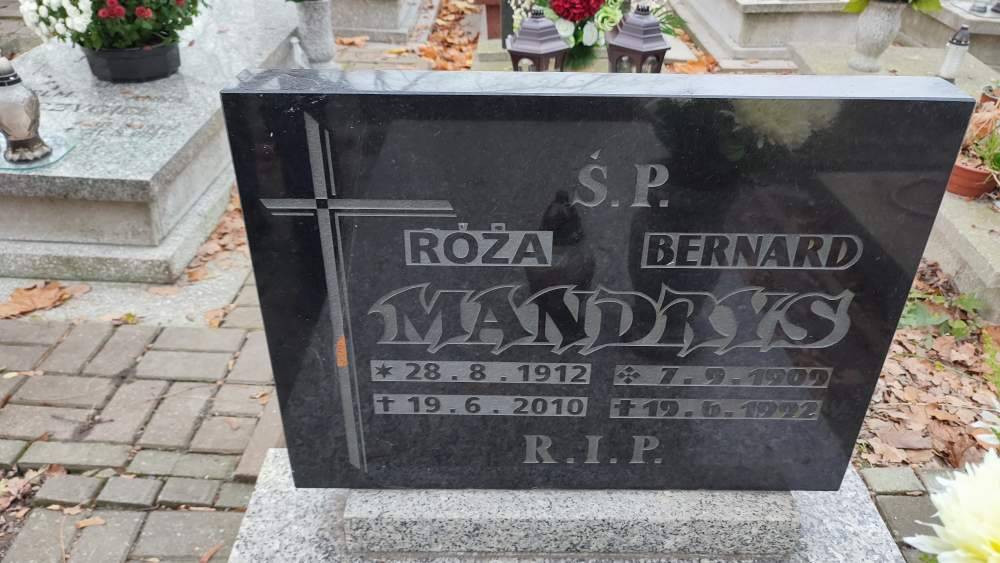 Ś.P.
RÓŻA BERNARD
MANDRYS
* 28.8.1912 7.9.1909
† 19.6.2010 † 19.6.1992
R.I.P.